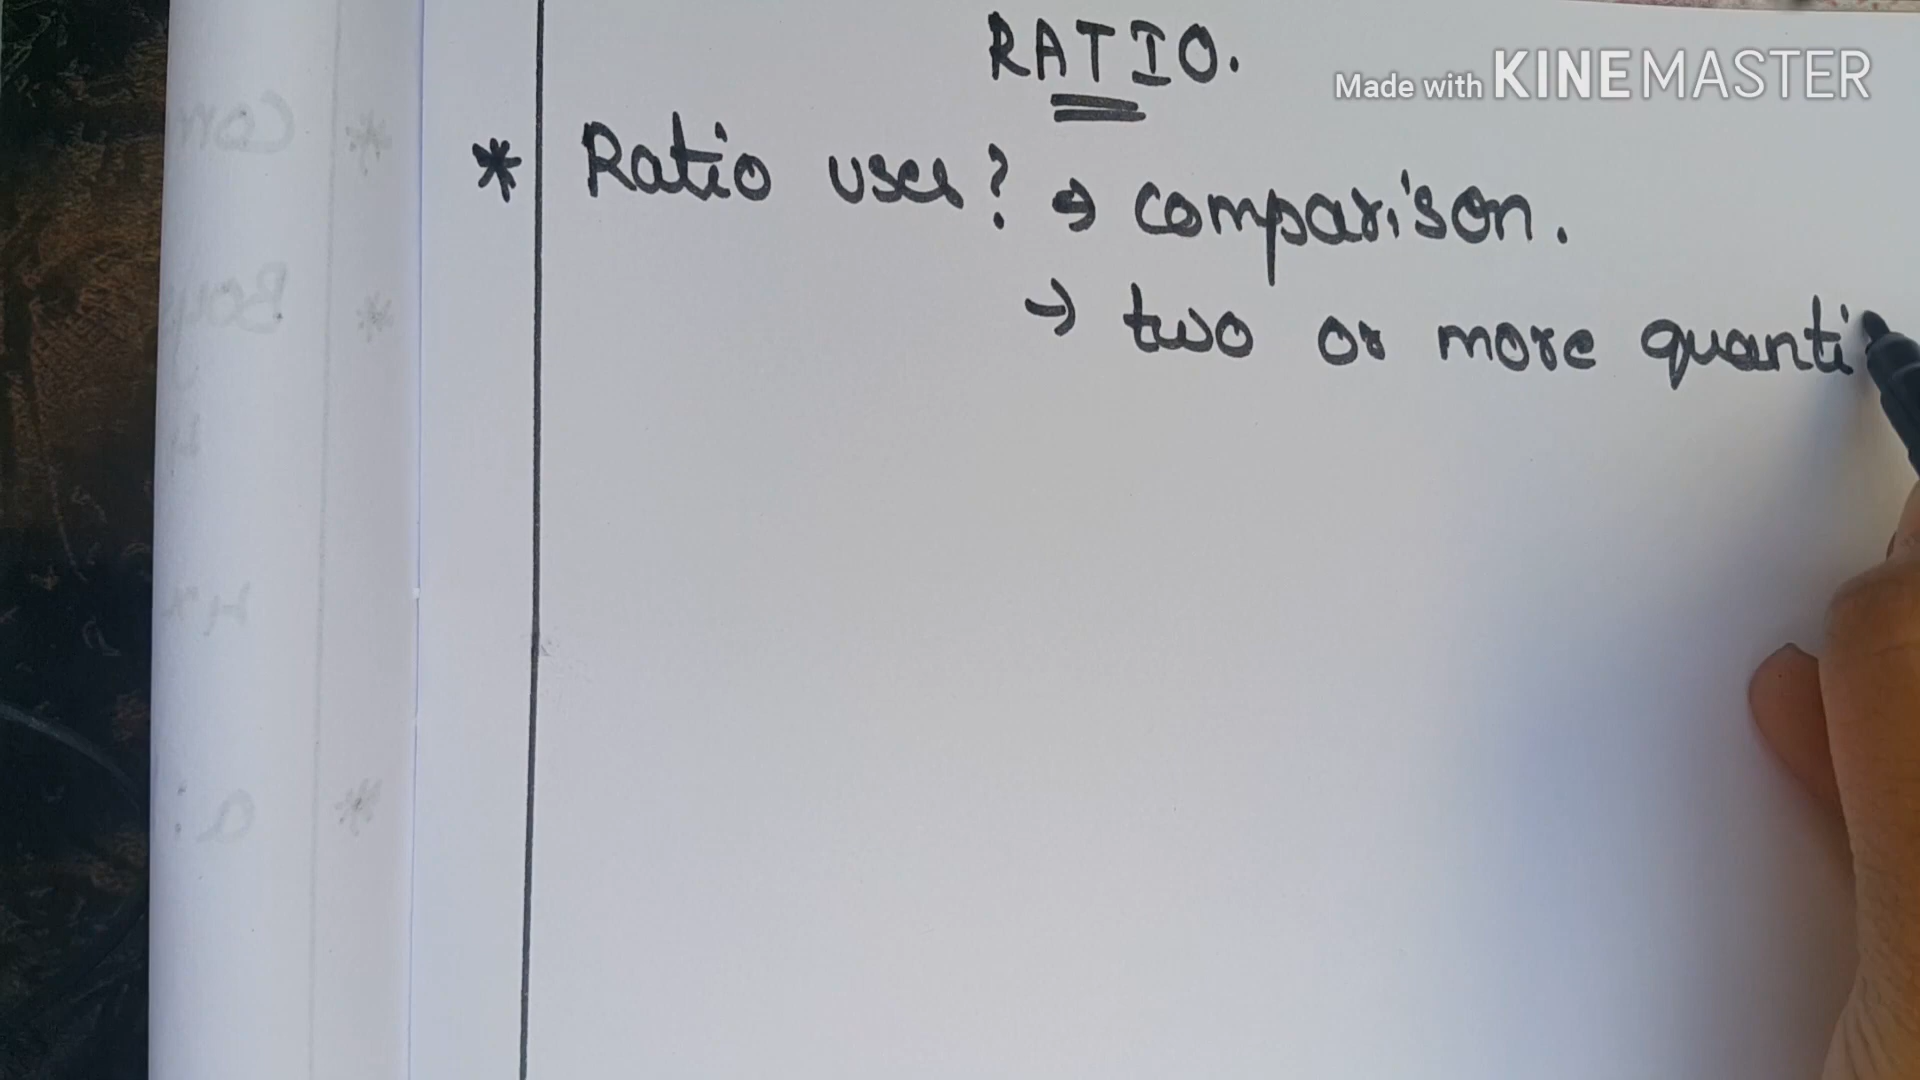 RATIO.
Made with KINEMASTER
* Ratio uses? → comparison.
→ two or more quanti